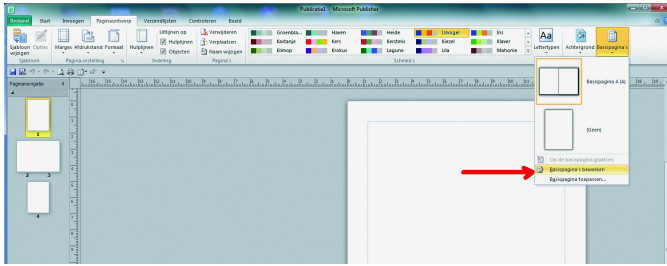 Publicatie1 - Microsoft Publisher
Bestand Start Invoegen Paginaontwerp Verzendlijsten Controleren Beeld
Sjabloon wijzigen Opties Marges Afdrukstand Formaat Hulplijnen
Uitlijnen op
Hulplijnen
Objecten
Verwijderen
Verplaatsen
Naam wijzigen
Groenbla... Haven Heide IJsvogel Iris
Kastanje Kers Kerstmis Kiezel Klaver
Klimop Krokus Lagune Lila Mahonie
Lettertypen Achtergrond Basispagina's
Sjabloon Pagina-instelling Indeling Pagina's Schema's
Paginanavigatie
1
2 3
4
Basispagina A (A)
(Geen)
Op de basispagina plaatsen
Basispagina's bewerken
Basispagina toepassen...